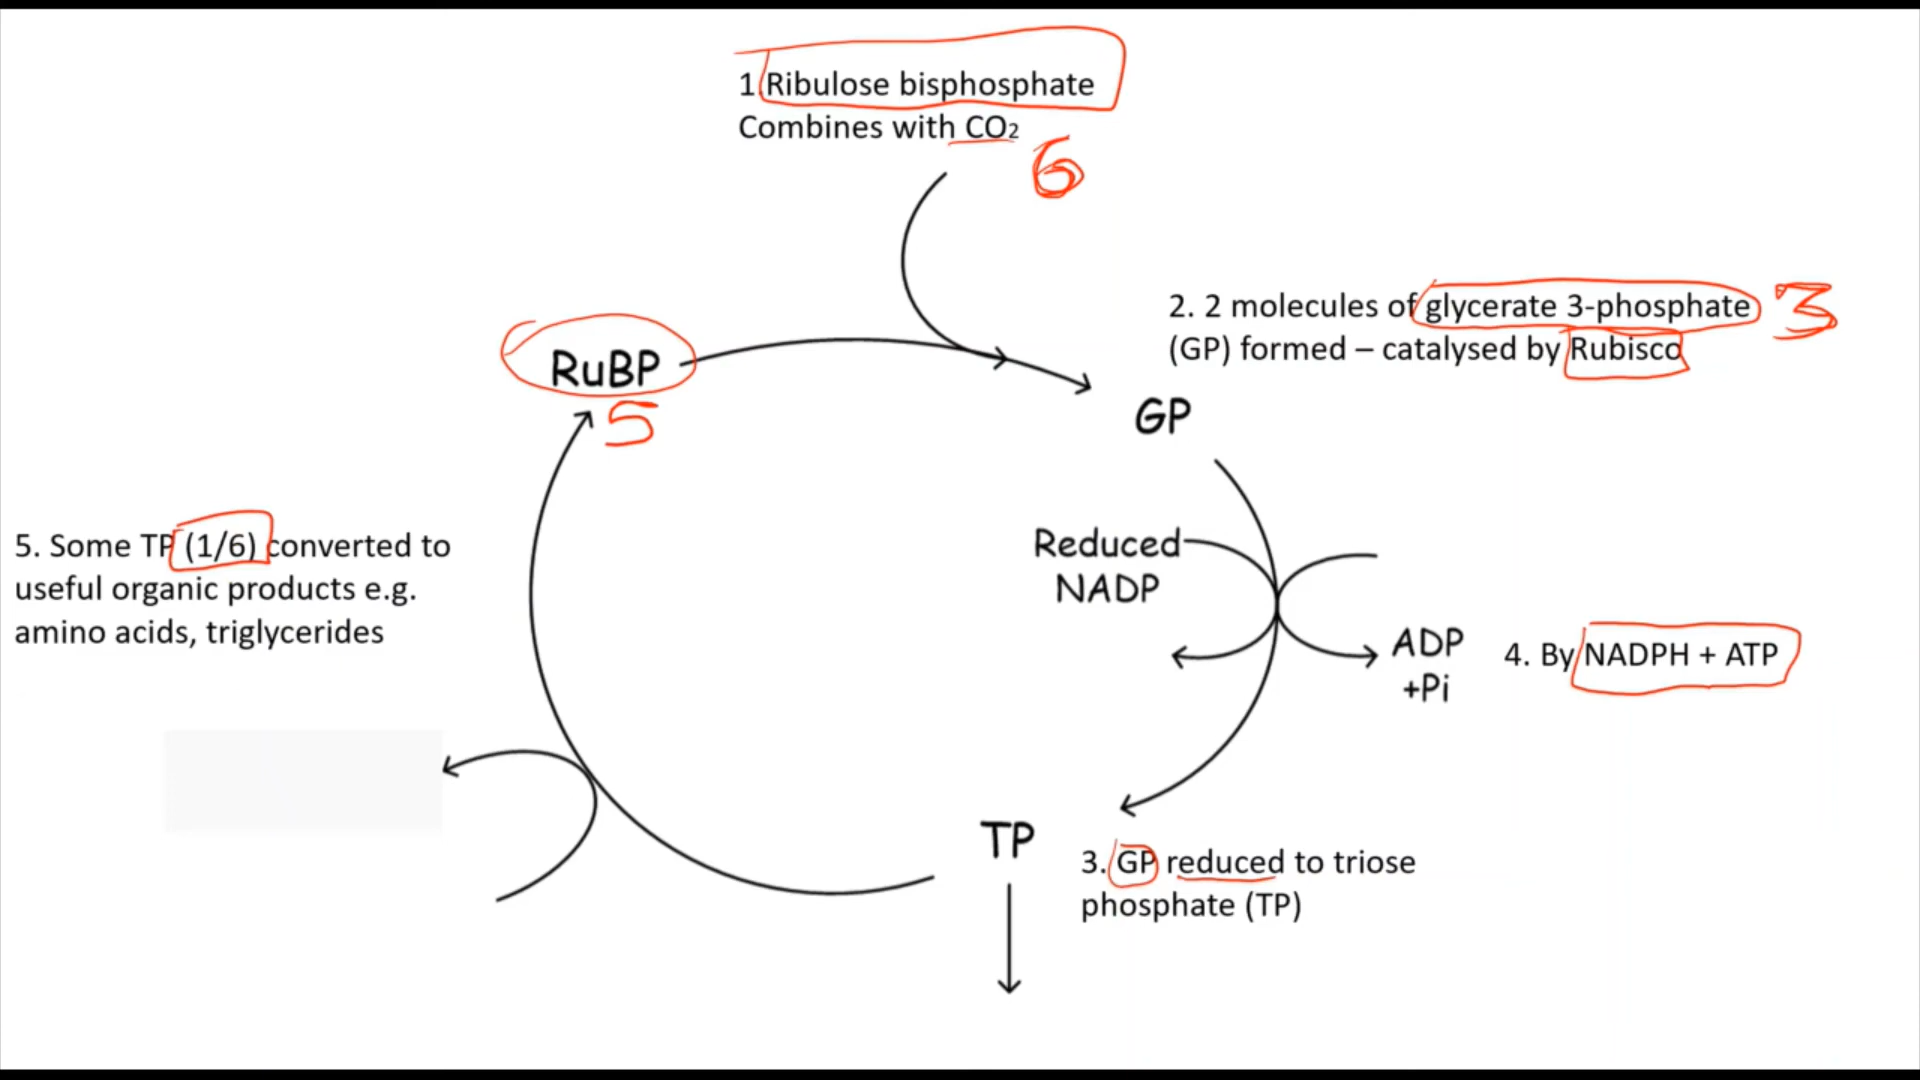 1.Ribulose bisphosphate
Combines with CO₂
6
2. 2 molecules of glycerate 3-phosphate 3
(GP) formed – catalysed by Rubisco
RuBP
5
GP
5. Some TP (1/6) converted to
useful organic products e.g.
amino acids, triglycerides
Reduced
NADP
ADP
+Pi
4. By NADPH + ATP
TP
3. GP reduced to triose
phosphate (TP)